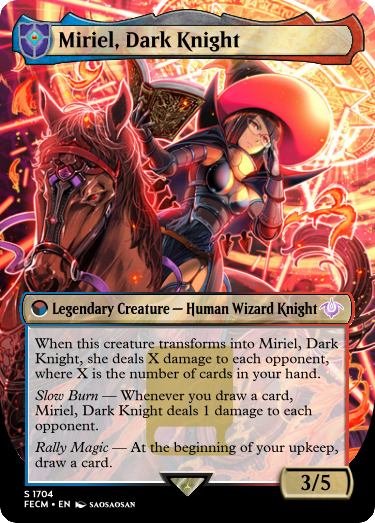 Miriel, Dark Knight
Legendary Creature — Human Wizard Knight
When this creature transforms into Miriel, Dark
Knight, she deals X damage to each opponent,
where X is the number of cards in your hand.
Slow Burn — Whenever you draw a card,
Miriel, Dark Knight deals 1 damage to each
opponent.
Rally Magic — At the beginning of your upkeep,
draw a card.
3/5
S 1704
FECM • EN SAOSAOSAN